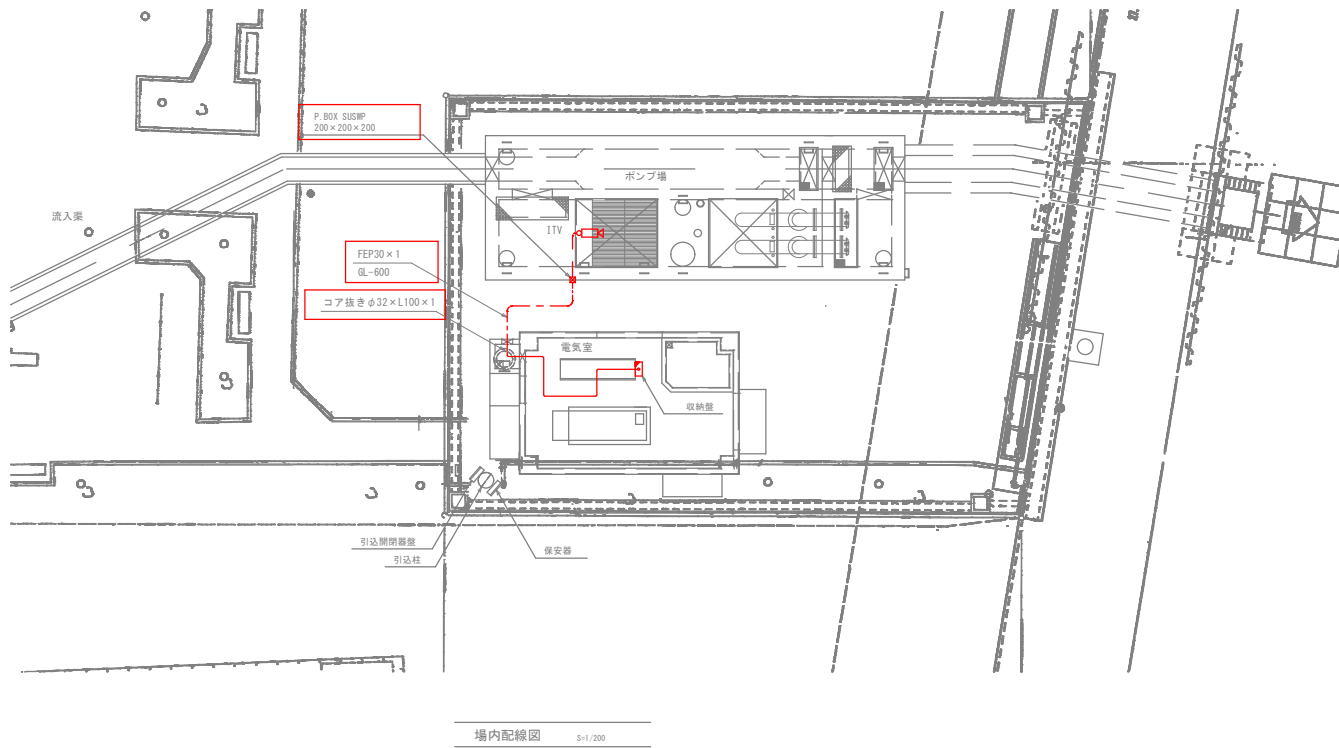 P.BOX SUSWP
200×200×200
ポンプ場
流入渠
ITV
FEP30×1
GL-600
コア抜きφ32×L100×1
電気室
収納盤
引込開閉器盤
引込柱
保安器
場内配線図 S=1/200